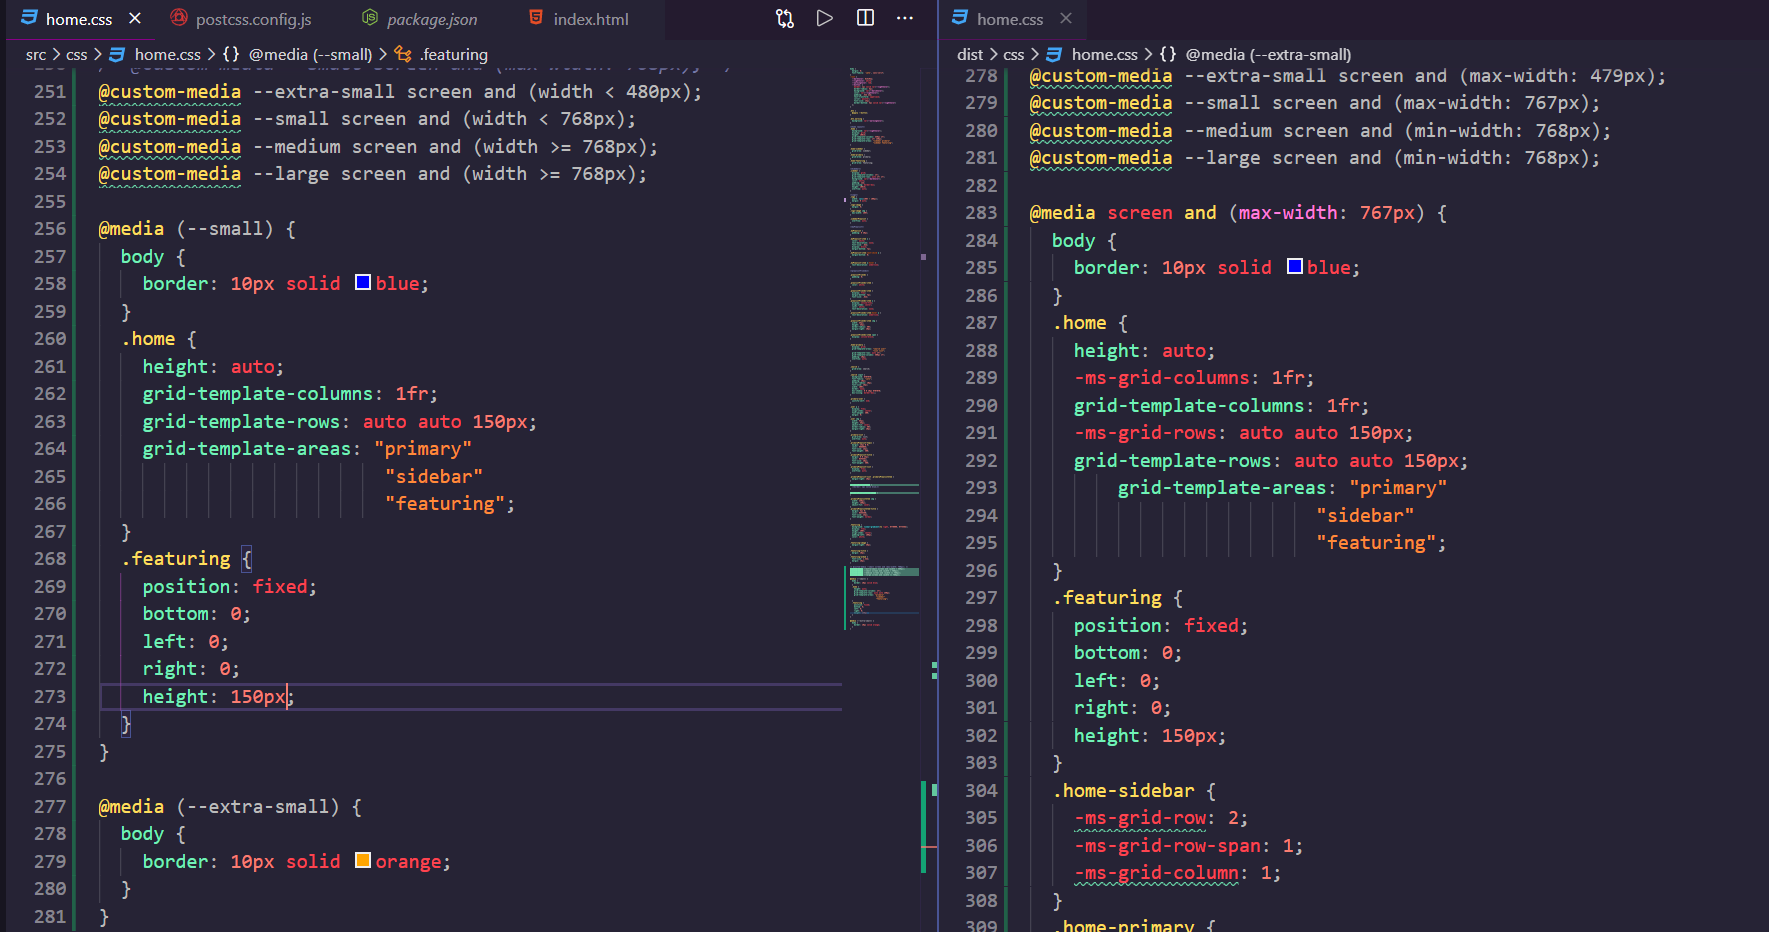 home.css
postcss.config.js
package.json
index.html
src > css > home.css > {} @media (--small) > .featuring
251 @custom-media --extra-small screen and (width < 480px);
252 @custom-media --small screen and (width < 768px);
253 @custom-media --medium screen and (width >= 768px);
254 @custom-media --large screen and (width >= 768px);
255
256 @media (--small) {
257 body {
258 border: 10px solid blue;
259 }
260 .home {
261 height: auto;
262 grid-template-columns: 1fr;
263 grid-template-rows: auto auto 150px;
264 grid-template-areas: "primary"
265 "sidebar"
266 "featuring";
267 }
268 .featuring {
269 position: fixed;
270 bottom: 0;
271 left: 0;
272 right: 0;
273 height: 150px;
274 }
275 }
276
277 @media (--extra-small) {
278 body {
279 border: 10px solid orange;
280 }
281 }
home.css
dist > css > home.css > {} @media (--extra-small)
278 @custom-media --extra-small screen and (max-width: 479px);
279 @custom-media --small screen and (max-width: 767px);
280 @custom-media --medium screen and (min-width: 768px);
281 @custom-media --large screen and (min-width: 768px);
282
283 @media screen and (max-width: 767px) {
284 body {
285 border: 10px solid blue;
286 }
287 .home {
288 height: auto;
289 -ms-grid-columns: 1fr;
290 grid-template-columns: 1fr;
291 -ms-grid-rows: auto auto 150px;
292 grid-template-rows: auto auto 150px;
293 grid-template-areas: "primary"
294 "sidebar"
295 "featuring";
296 }
297 .featuring {
298 position: fixed;
299 bottom: 0;
300 left: 0;
301 right: 0;
302 height: 150px;
303 }
304 .home-sidebar {
305 -ms-grid-row: 2;
306 -ms-grid-row-span: 1;
307 -ms-grid-column: 1;
308 }
309 .home-primary {